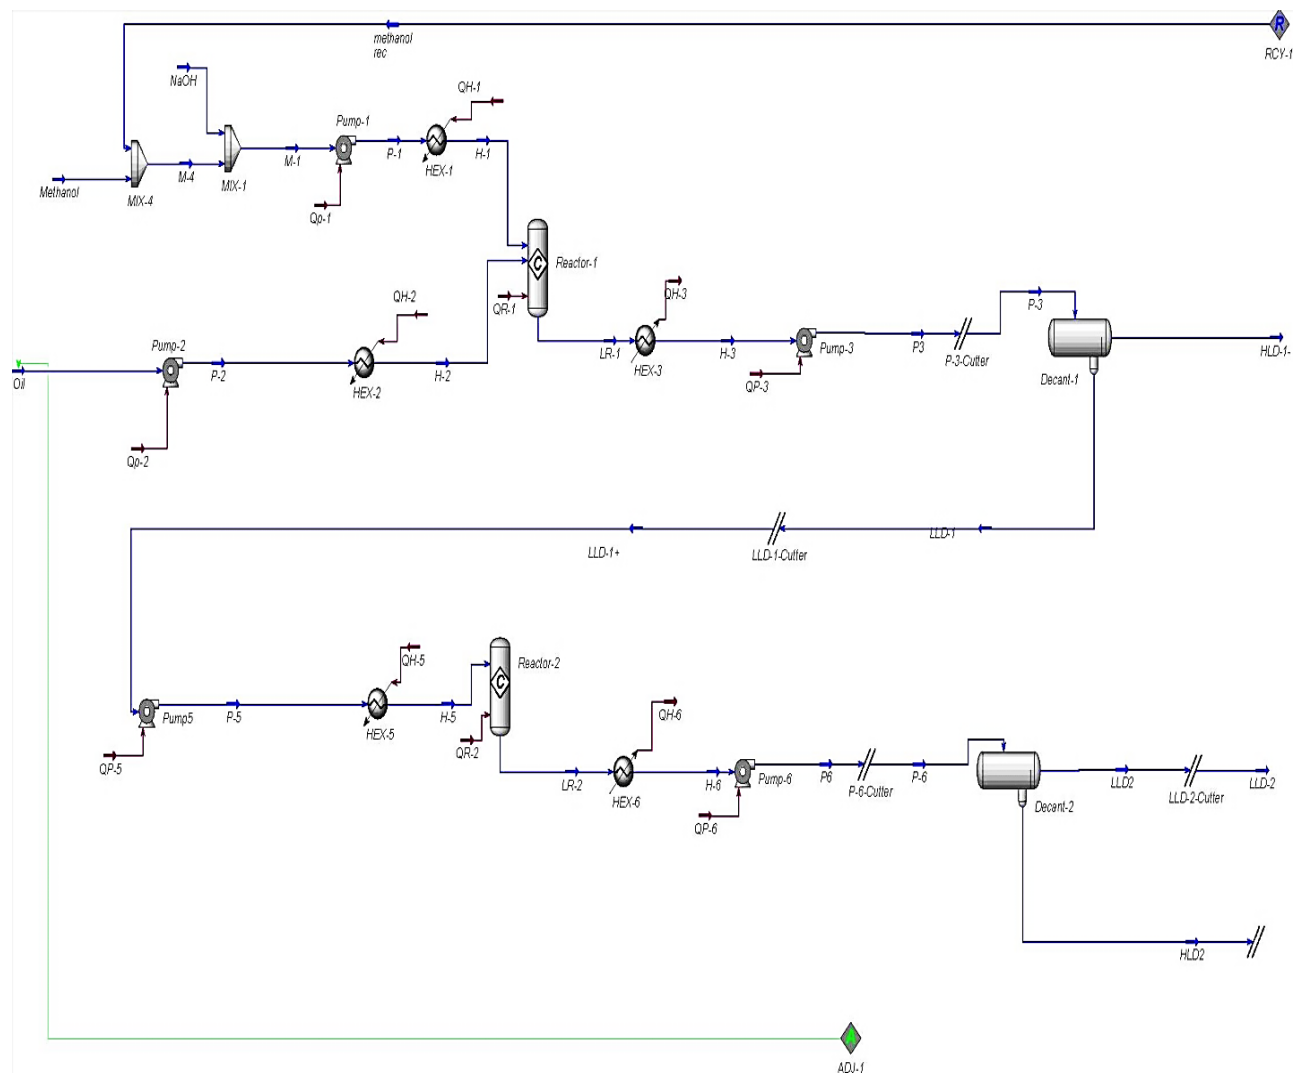 methanol
rec
R
RCY-1
NaOH
QH-1
Pump-1
P-1
H-1
HEX-1
M-1
MIX-1
M-4
MIX-4
Methanol
Qp-1
Reactor-1
C
QR-1
QH-2
QH-3
P-3
Pump-2
P-2
H-2
HEX-2
Oil
LR-1
HEX-3
H-3
Pump-3
P3
P-3-Cutter
QP-3
Decant-1
HLD-1-
Qp-2
LLD-1+
LLD-1-Cutter
LLD-1
QH-5
Reactor-2
C
Pump5
P-5
HEX-5
H-5
QR-2
QH-6
QP-5
LR-2
HEX-6
H-6
Pump-6
P6
P-6-Cutter
P-6
QP-6
Decant-2
LLD2
LLD-2-Cutter
LLD-2
HLD2
A
ADJ-1